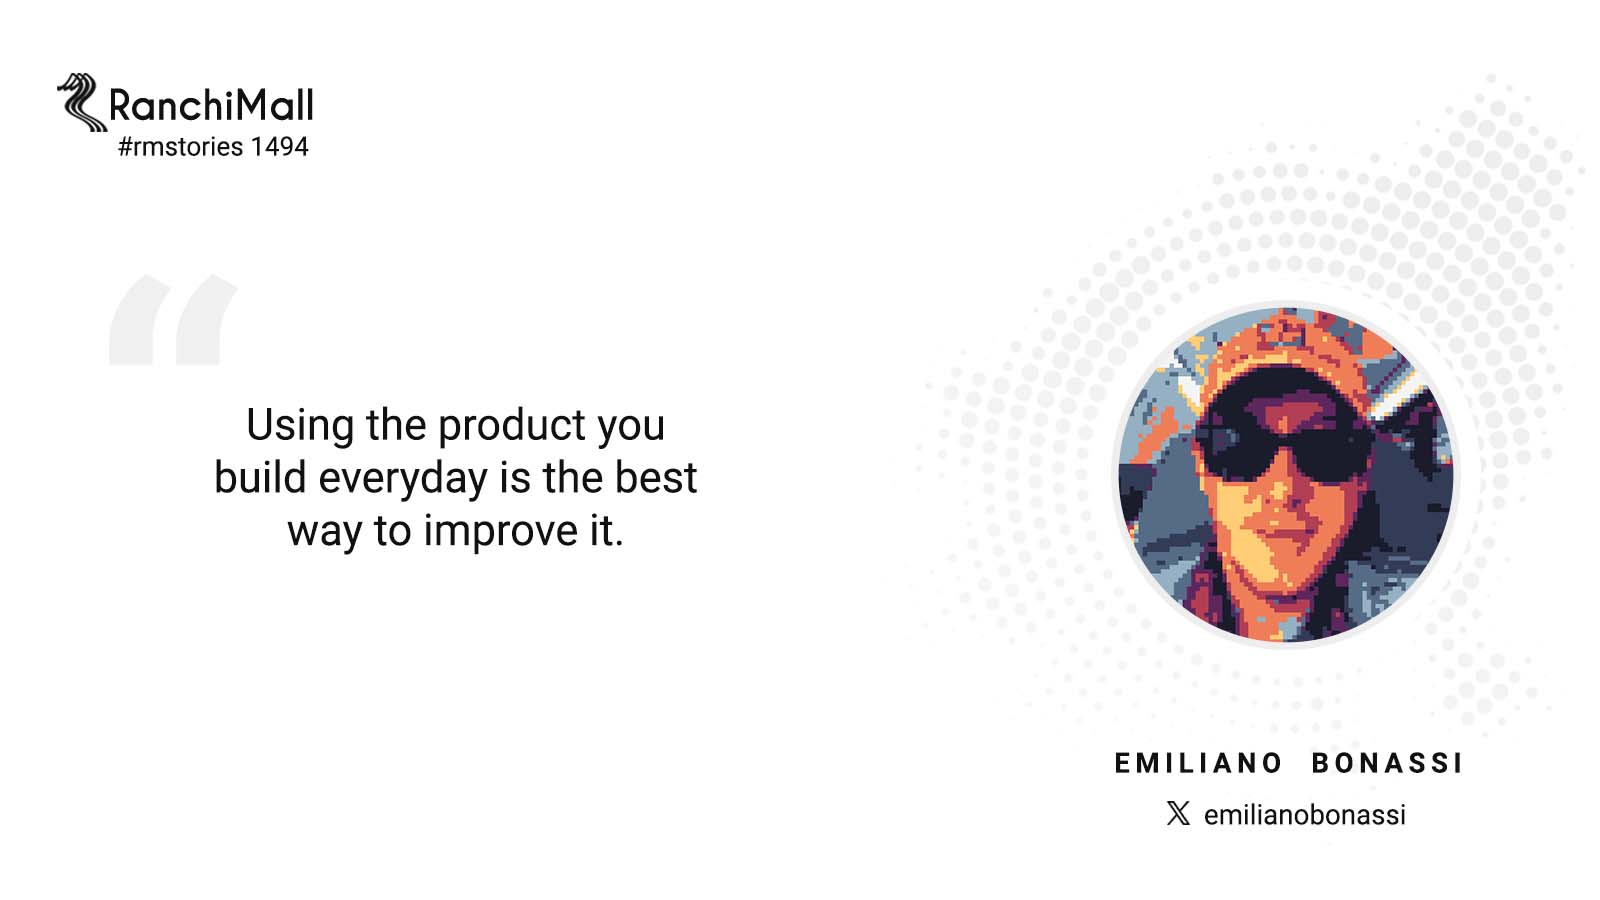 RanchiMall
#rmstories 1494
“
Using the product you
build everyday is the best
way to improve it.
EMILIANO BONASSI
X emilianobonassi